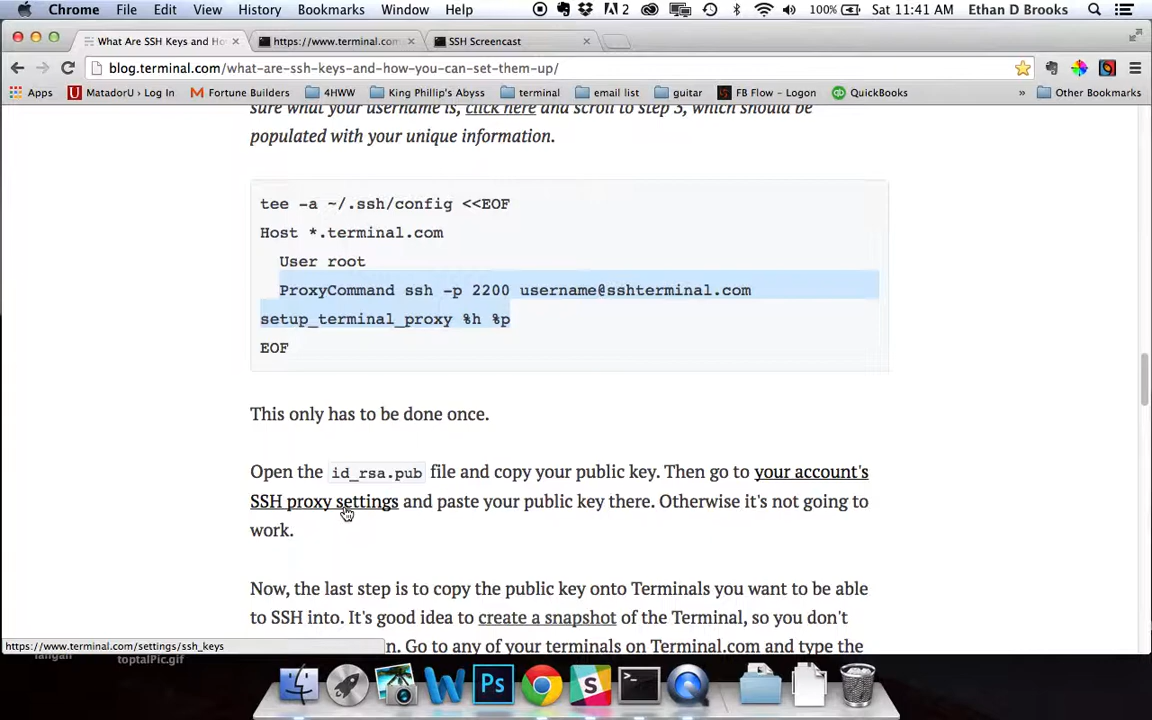 Chrome File Edit View History Bookmarks Window Help 2 100% Sat 11:41 AM Ethan D Brooks
What Are SSH Keys and Ho × https://www.terminal.com × SSH Screencast ×
blog.terminal.com/what-are-ssh-keys-and-how-you-can-set-them-up/
Apps MatadorU › Log In Fortune Builders 4HWW King Phillip's Abyss terminal email list guitar FB Flow - Logon QuickBooks » Other Bookmarks
sure what your username is, click here and scroll to step 3, which should be
populated with your unique information.
tee -a ~/.ssh/config <<EOF
Host *.terminal.com
User root
ProxyCommand ssh -p 2200 username@sshterminal.com
setup_terminal_proxy %h %p
EOF
This only has to be done once.
Open the id_rsa.pub file and copy your public key. Then go to your account's
SSH proxy settings and paste your public key there. Otherwise it's not going to
work.
Now, the last step is to copy the public key onto Terminals you want to be able
to SSH into. It's good idea to create a snapshot of the Terminal, so you don't
n. Go to any of your terminals on Terminal.com and type the
https://www.terminal.com/settings/ssh_keys
toptalPic.gif
W Ps S >_